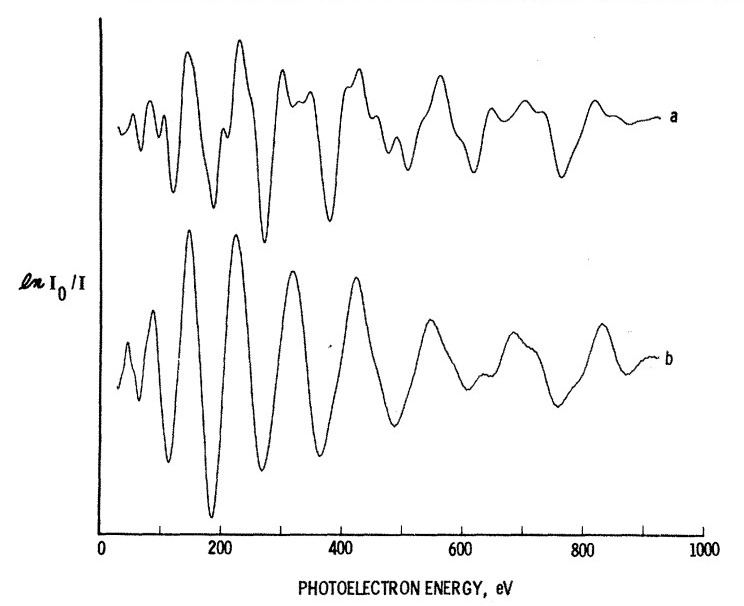 a
ln I0/I
b
0 200 400 600 800 1000
PHOTOELECTRON ENERGY, eV